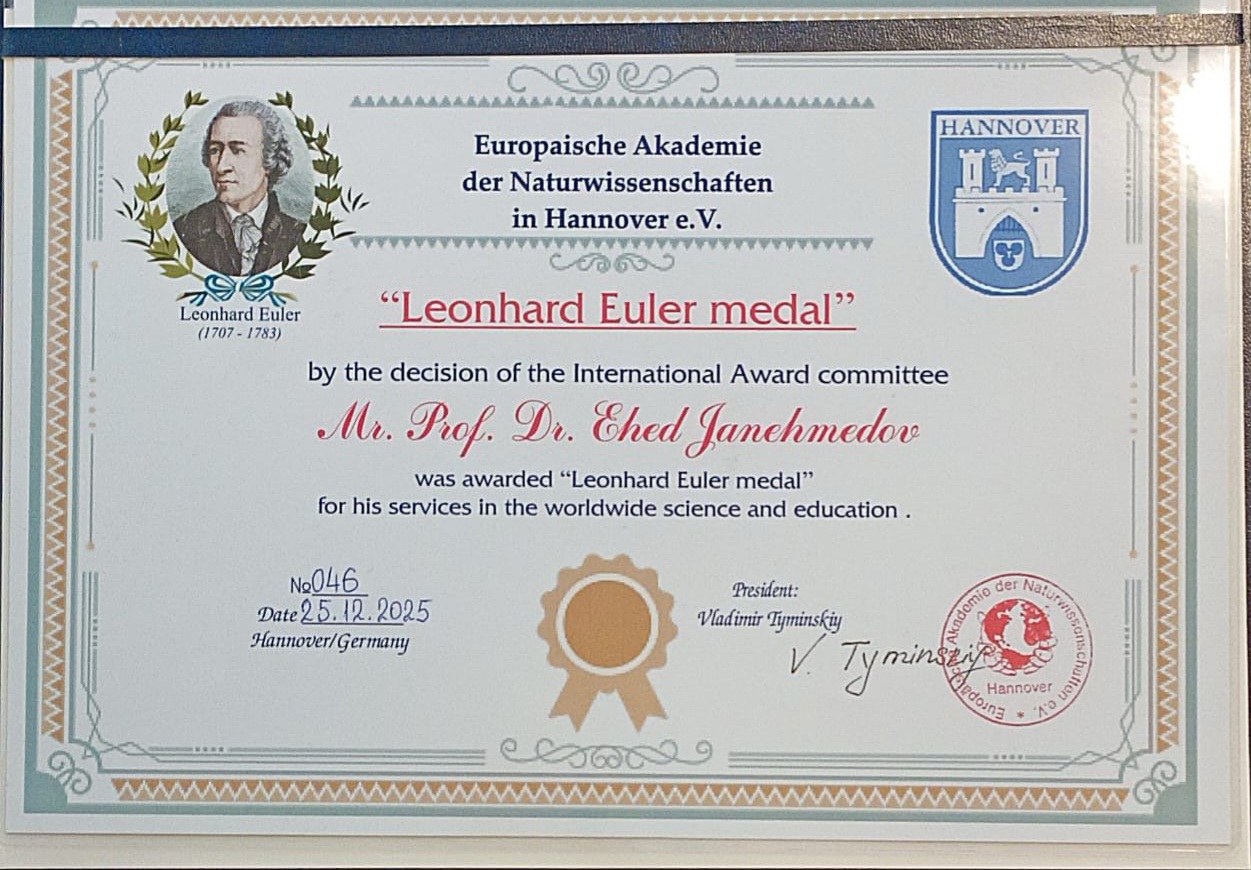 Europaische Akademie
der Naturwissenschaften
in Hannover e.V.
HANNOVER
Leonhard Euler
(1707 - 1783)
“Leonhard Euler medal”
by the decision of the International Award committee
Mr. Prof. Dr. Ehed Janehmedov
was awarded “Leonhard Euler medal”
for his services in the worldwide science and education .
№046
Date 25.12.2025
Hannover/Germany
President:
Vladimir Tyminskiy
V. Tyminskiy
Europäische Akademie der Naturwissenschaften e.V. *
Hannover